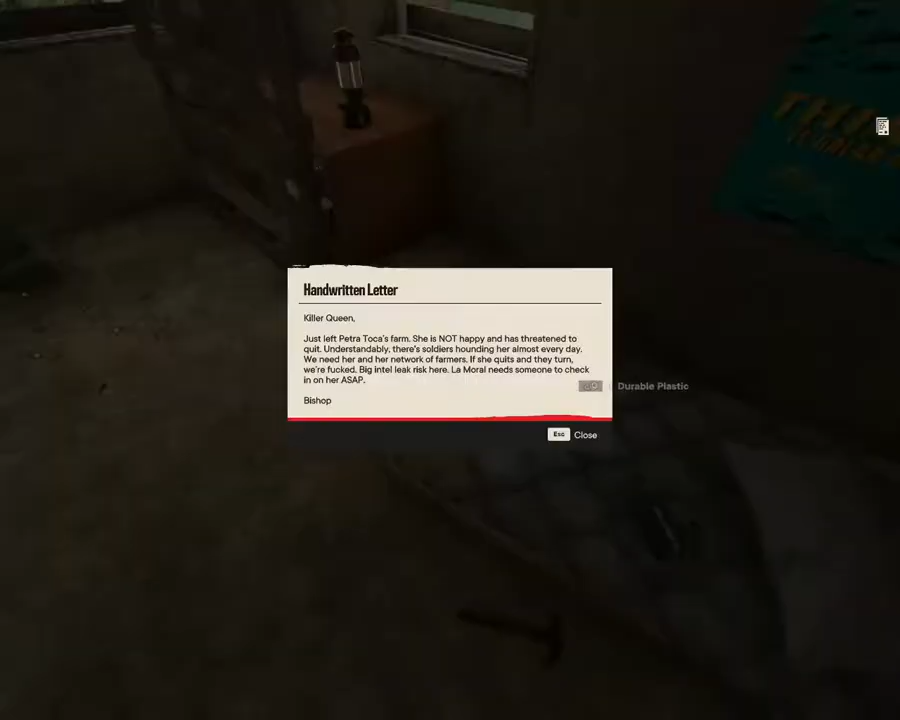 Handwritten Letter
Killer Queen,
Just left Petra Toca's farm. She is NOT happy and has threatened to
quit. Understandably, there's soldiers hounding her almost every day.
We need her and her network of farmers. If she quits and they turn,
we're fucked. Big intel leak risk here. La Moral needs someone to check
in on her ASAP.
Durable Plastic
Bishop
Esc Close